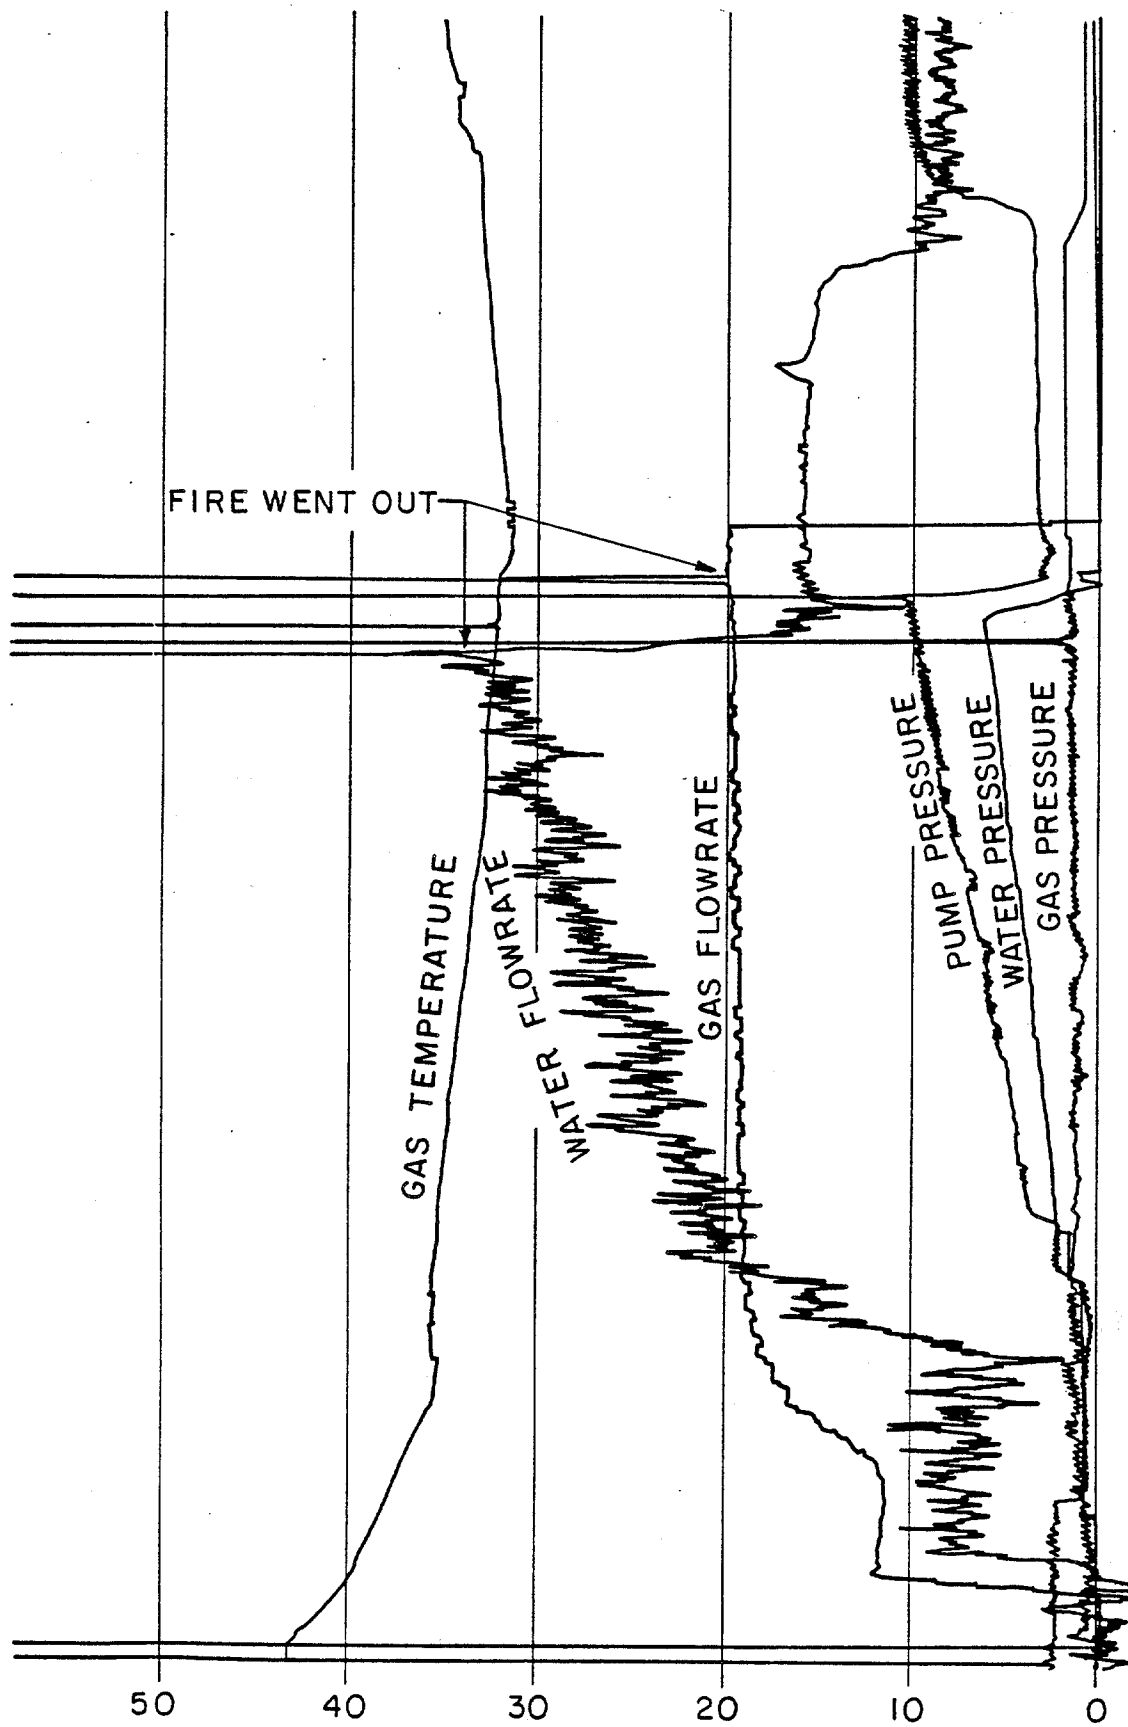 FIRE WENT OUT
GAS TEMPERATURE
WATER FLOWRATE
GAS FLOWRATE
PUMP PRESSURE
WATER PRESSURE
GAS PRESSURE
50 40 30 20 10 0